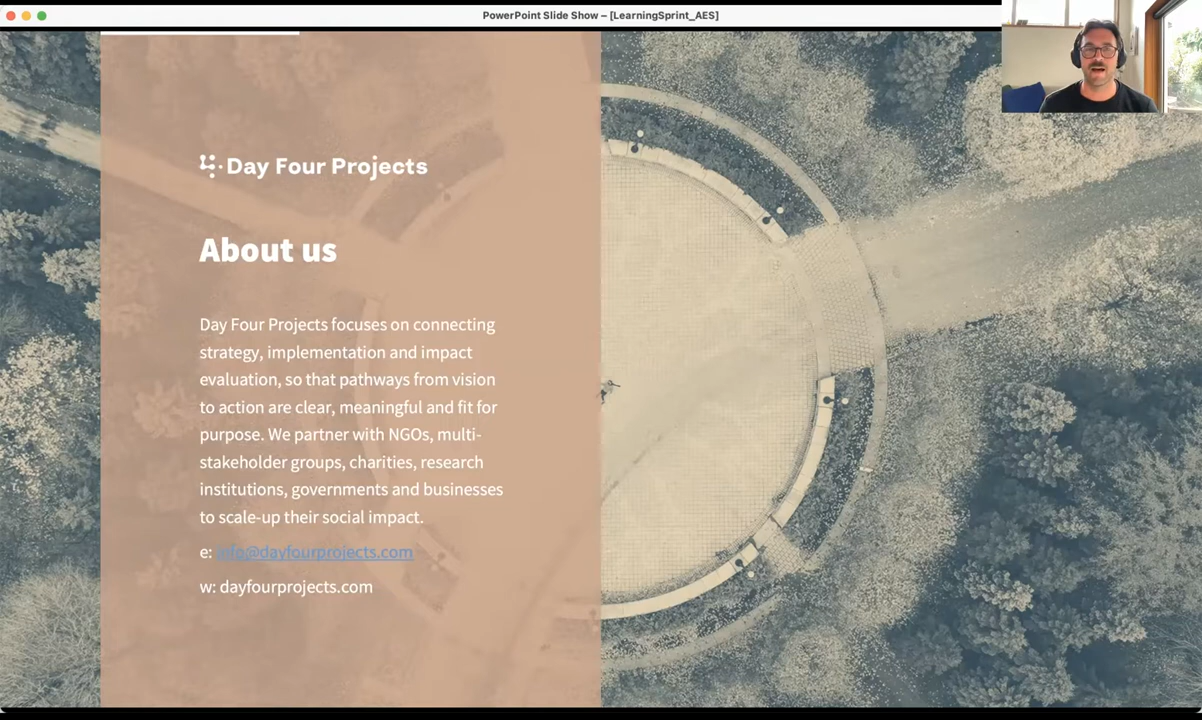 PowerPoint Slide Show – [LearningSprint_AES]
Day Four Projects
About us
Day Four Projects focuses on connecting
strategy, implementation and impact
evaluation, so that pathways from vision
to action are clear, meaningful and fit for
purpose. We partner with NGOs, multi-
stakeholder groups, charities, research
institutions, governments and businesses
to scale-up their social impact.
e: info@dayfourprojects.com
w: dayfourprojects.com